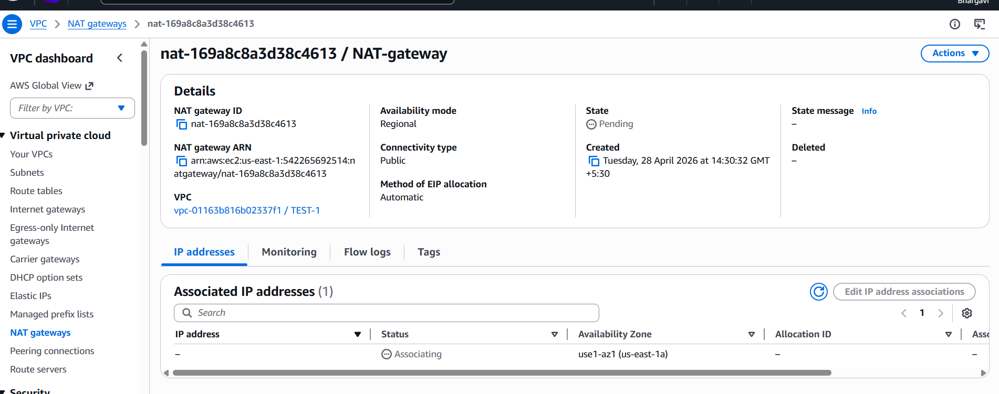 Bhargavi
VPC > NAT gateways > nat-169a8c8a3d38c4613
VPC dashboard
AWS Global View
Filter by VPC:
Virtual private cloud
Your VPCs
Subnets
Route tables
Internet gateways
Egress-only Internet
gateways
Carrier gateways
DHCP option sets
Elastic IPs
Managed prefix lists
NAT gateways
Peering connections
Route servers
Security
nat-169a8c8a3d38c4613 / NAT-gateway
Actions
Details
NAT gateway ID
nat-169a8c8a3d38c4613
NAT gateway ARN
arn:aws:ec2:us-east-1:542265692514:n
atgateway/nat-169a8c8a3d38c4613
VPC
vpc-01163b816b02337f1 / TEST-1
Availability mode
Regional
Connectivity type
Public
Method of EIP allocation
Automatic
State
Pending
Created
Tuesday, 28 April 2026 at 14:30:32 GMT
+5:30
State message Info
–
Deleted
–
IP addresses Monitoring Flow logs Tags
Associated IP addresses (1)
Edit IP address associations
Search
1
IP address Status Availability Zone Allocation ID Asso
– Associating use1-az1 (us-east-1a) – –